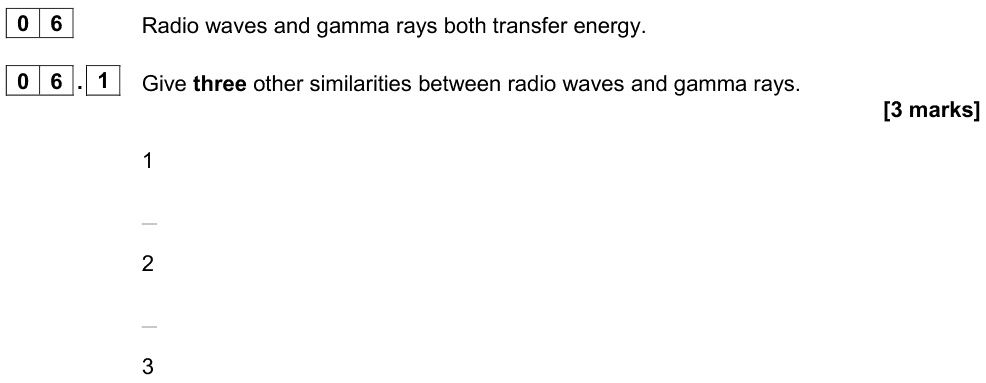 0 6 Radio waves and gamma rays both transfer energy.
0 6 . 1 Give three other similarities between radio waves and gamma rays.
[3 marks]
1
2
3